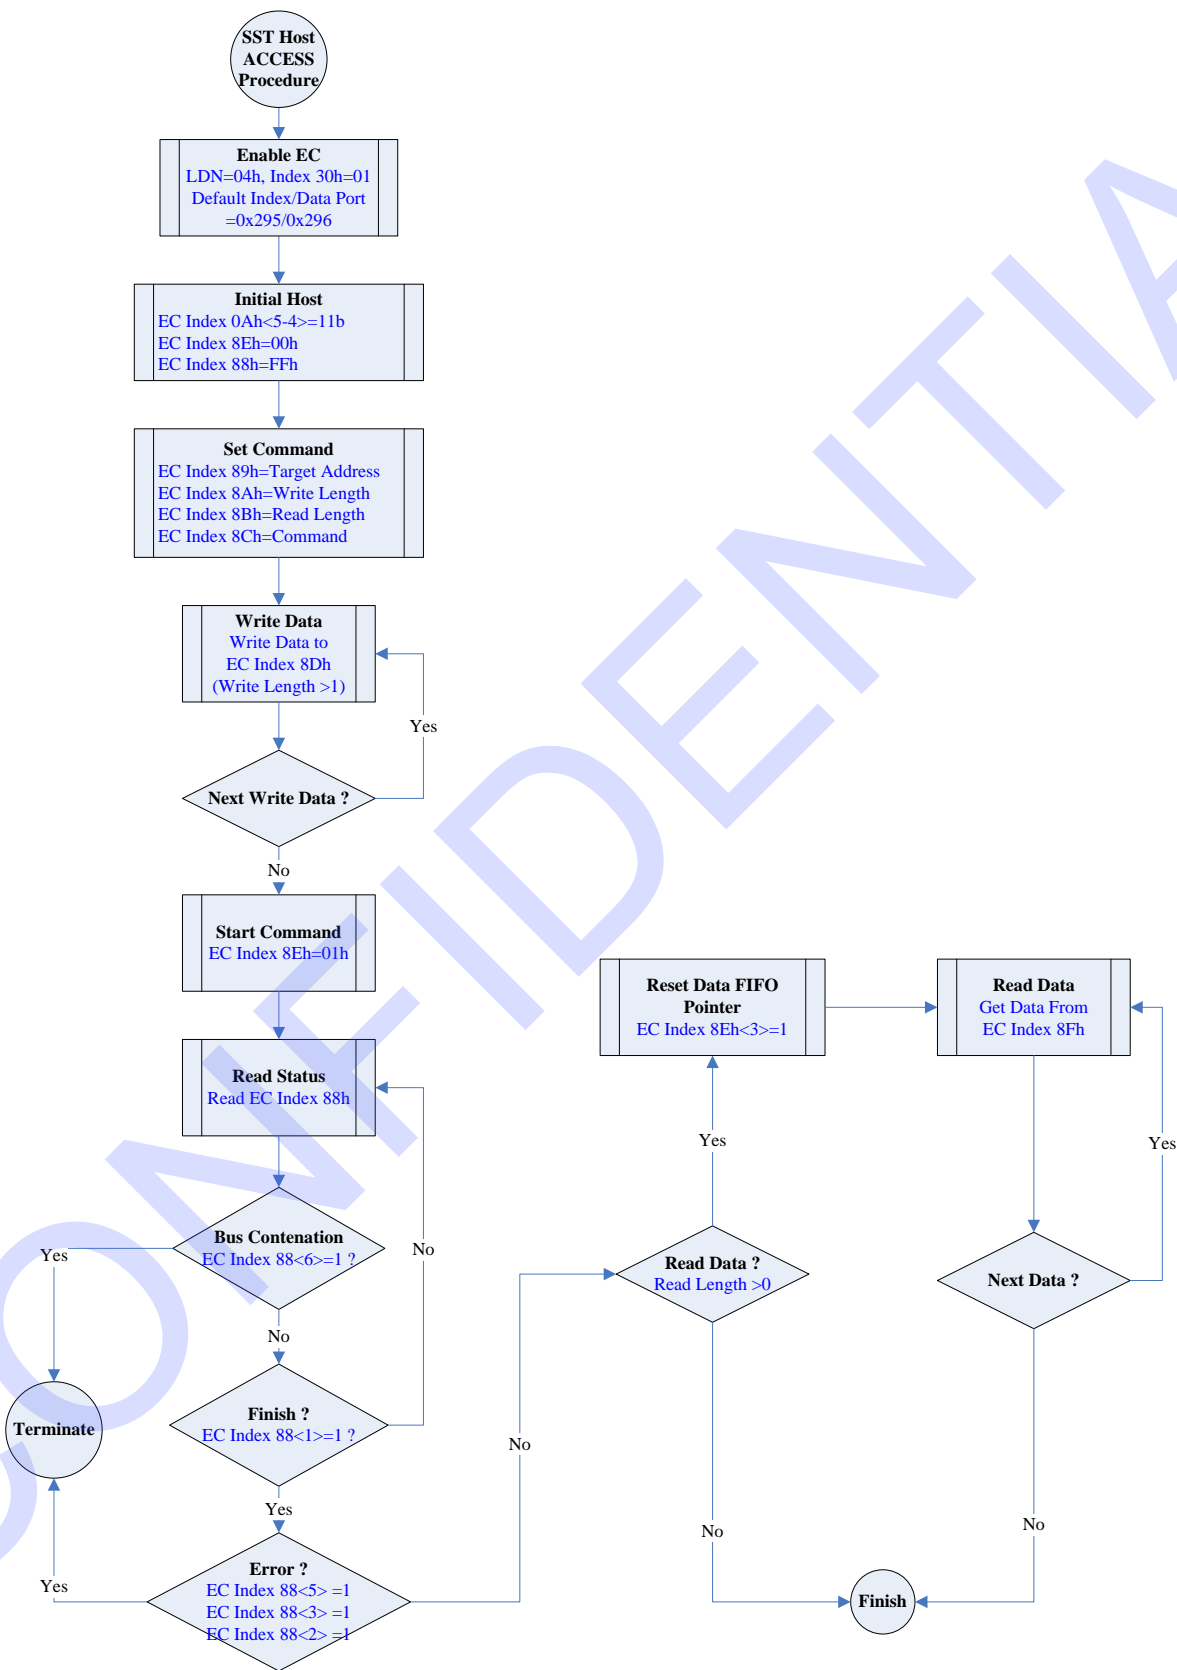 SST Host
ACCESS
Procedure
Enable EC
LDN=04h, Index 30h=01
Default Index/Data Port
=0x295/0x296
Initial Host
EC Index 0Ah<5-4>=11b
EC Index 8Eh=00h
EC Index 88h=FFh
Set Command
EC Index 89h=Target Address
EC Index 8Ah=Write Length
EC Index 8Bh=Read Length
EC Index 8Ch=Command
Write Data
Write Data to
EC Index 8Dh
(Write Length >1)
Yes
Next Write Data ?
No
Start Command
EC Index 8Eh=01h
Read Status
Read EC Index 88h
Bus Contenation
EC Index 88<6>=1 ?
Yes
No
No
Finish ?
EC Index 88<1>=1 ?
Terminate
Yes
Error ?
EC Index 88<5> =1
EC Index 88<3> =1
EC Index 88<2> =1
Yes
No
Read Data ?
Read Length >0
Yes
No
Reset Data FIFO
Pointer
EC Index 8Eh<3>=1
Read Data
Get Data From
EC Index 8Fh
Yes
Next Data ?
No
Finish
CONFIDENTIA